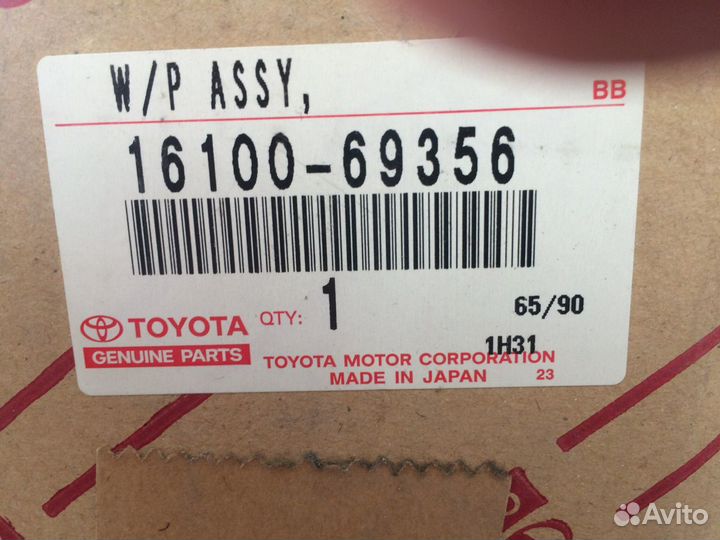 W/P ASSY,
BB
16100-69356
QTY: 1
65/90
TOYOTA
GENUINE PARTS
1H31
TOYOTA MOTOR CORPORATION
MADE IN JAPAN 23
Avito